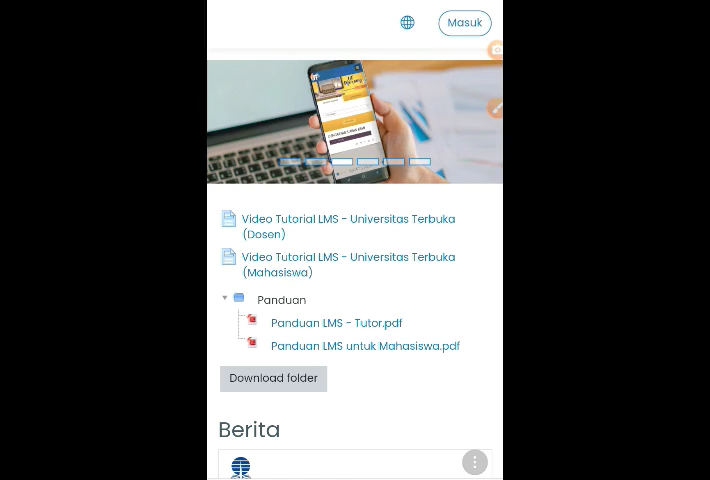 Masuk
Video Tutorial LMS - Universitas Terbuka
(Dosen)
Video Tutorial LMS - Universitas Terbuka
(Mahasiswa)
Panduan
Panduan LMS - Tutor.pdf
Panduan LMS untuk Mahasiswa.pdf
Download folder
Berita